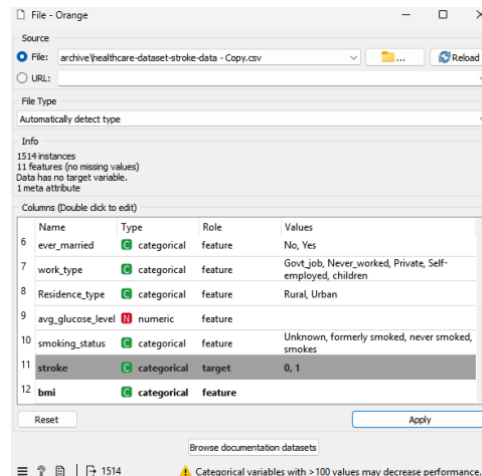 File - Orange
Source
File: archive\healthcare-dataset-stroke-data - Copy.csv ... Reload
URL:
File Type
Automatically detect type
Info
1514 instances
11 features (no missing values)
Data has no target variable.
1 meta attribute
Columns (Double click to edit)
Name Type Role Values
6 ever_married C categorical feature No, Yes
7 work_type C categorical feature Govt_job, Never_worked, Private, Self-
employed, children
8 Residence_type C categorical feature Rural, Urban
9 avg_glucose_level N numeric feature
10 smoking_status C categorical feature Unknown, formerly smoked, never smoked,
smokes
11 stroke C categorical target 0, 1
12 bmi C categorical feature
Reset Apply
Browse documentation datasets
? 1514 Categorical variables with >100 values may decrease performance.